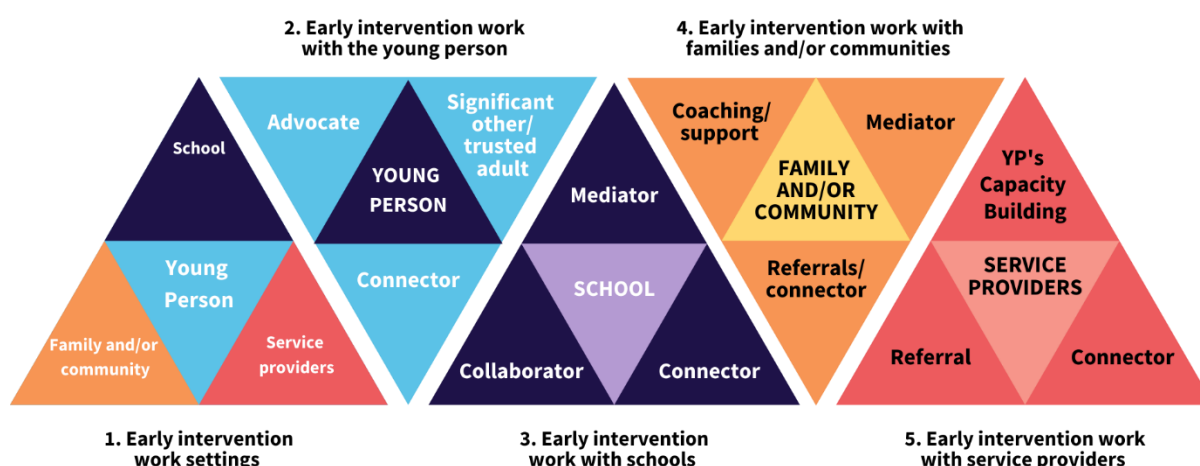 2. Early intervention work
with the young person
4. Early intervention work with
families and/or communities
School
Young
Person
Family and/or
community
Service
providers
1. Early intervention
work settings
Advocate
Significant
other/
trusted
adult
YOUNG
PERSON
Connector
Mediator
SCHOOL
Collaborator
Connector
3. Early intervention
work with schools
Coaching/
support
Mediator
FAMILY
AND/OR
COMMUNITY
Referrals/
connector
YP's
Capacity
Building
SERVICE
PROVIDERS
Referral
Connector
5. Early intervention work
with service providers